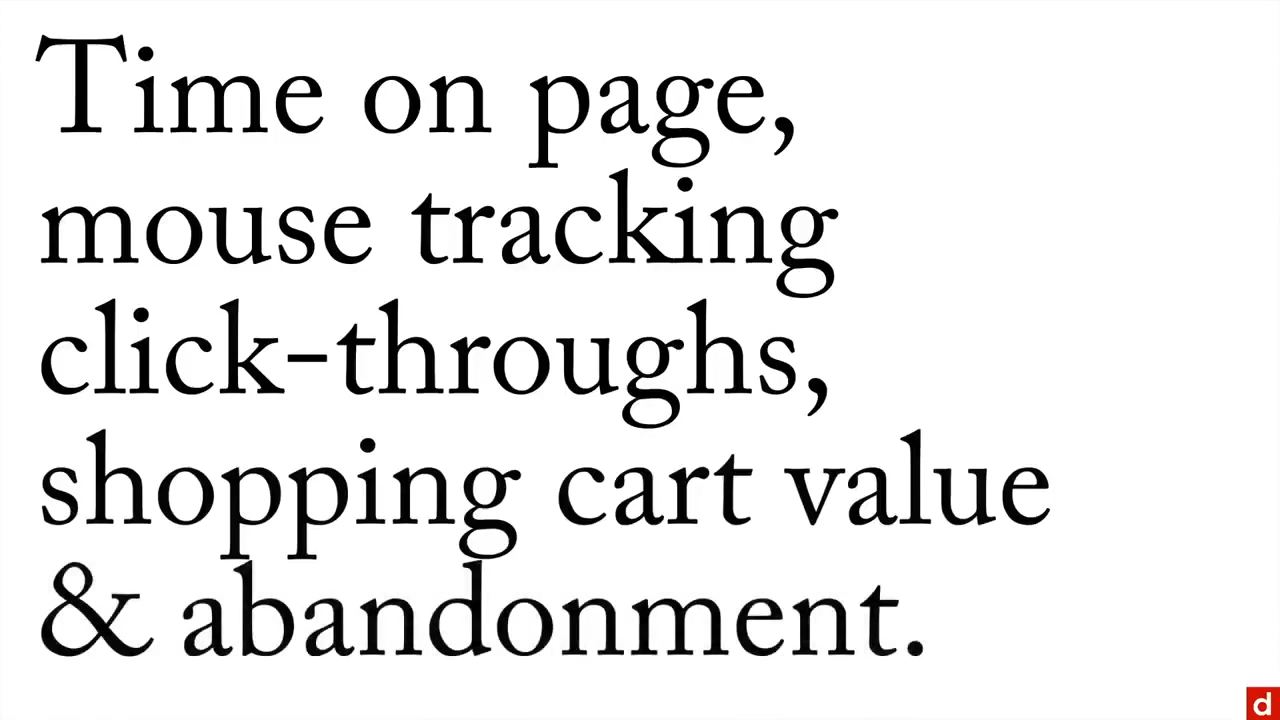 Time on page,
mouse tracking
click-throughs,
shopping cart value
& abandonment.
d